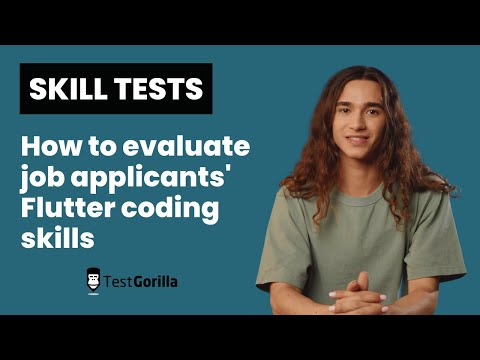 SKILL TESTS
How to evaluate
job applicants'
Flutter coding
skills
TestGorilla